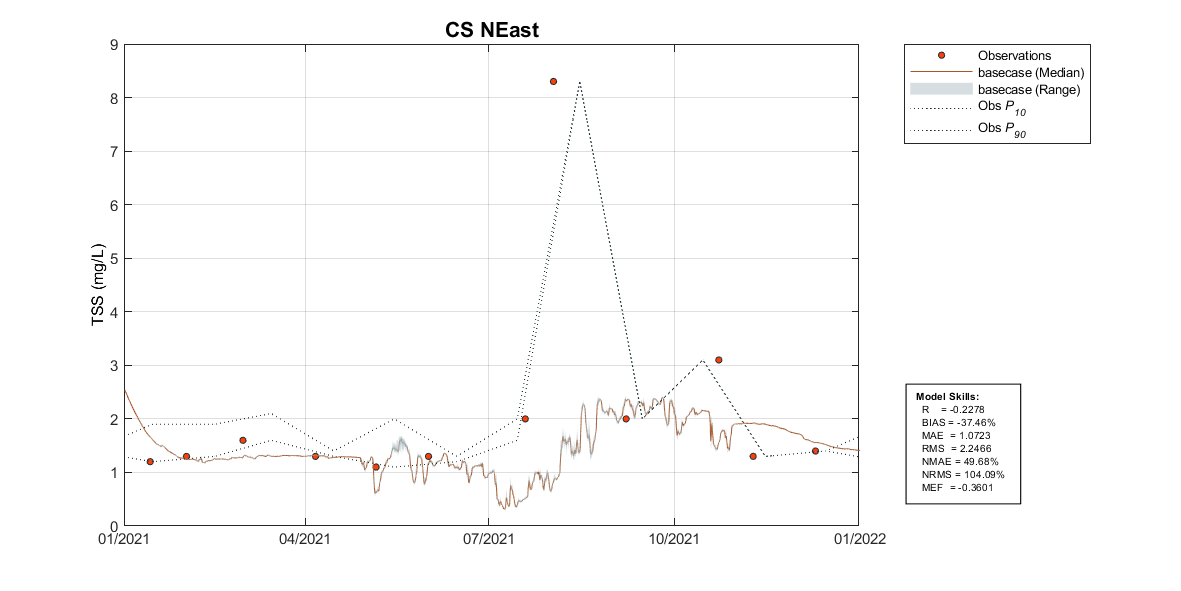 CS NEast
9
8
7
6
5
4
3
2
1
0
TSS (mg/L)
01/2021
04/2021
07/2021
10/2021
01/2022
Observations
basecase (Median)
basecase (Range)
Obs P10
Obs P90
Model Skills:
R = -0.2278
BIAS = -37.46%
MAE = 1.0723
RMS = 2.2466
NMAE = 49.68%
NRMS = 104.09%
MEF = -0.3601